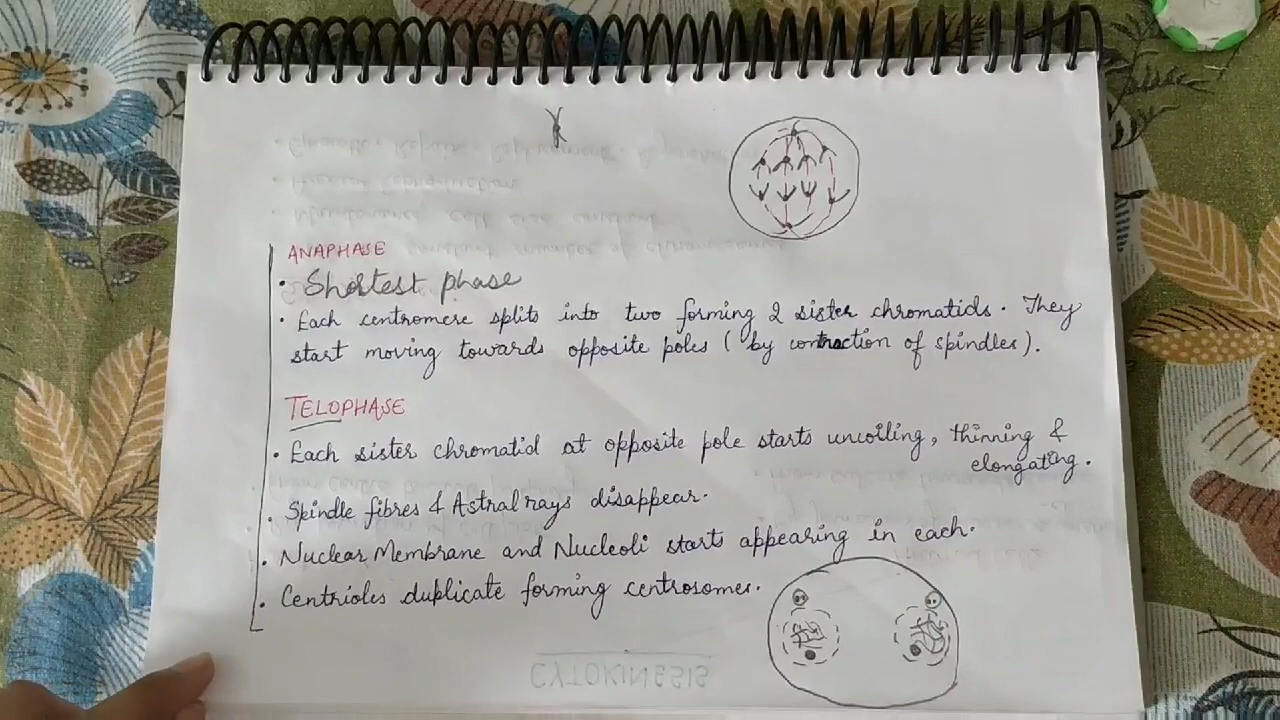 ANAPHASE
• Shortest phase
• Each centromere splits into two forming 2 sister chromatids. They
start moving towards opposite poles (by contraction of spindles).
TELOPHASE
• Each sister chromatid at opposite pole starts uncoiling, thinning &
elongating.
• Spindle fibres & Astral rays disappear.
• Nuclear Membrane and Nucleoli starts appearing in each.
• Centrioles duplicate forming centrosomes.
CYTOKINESIS